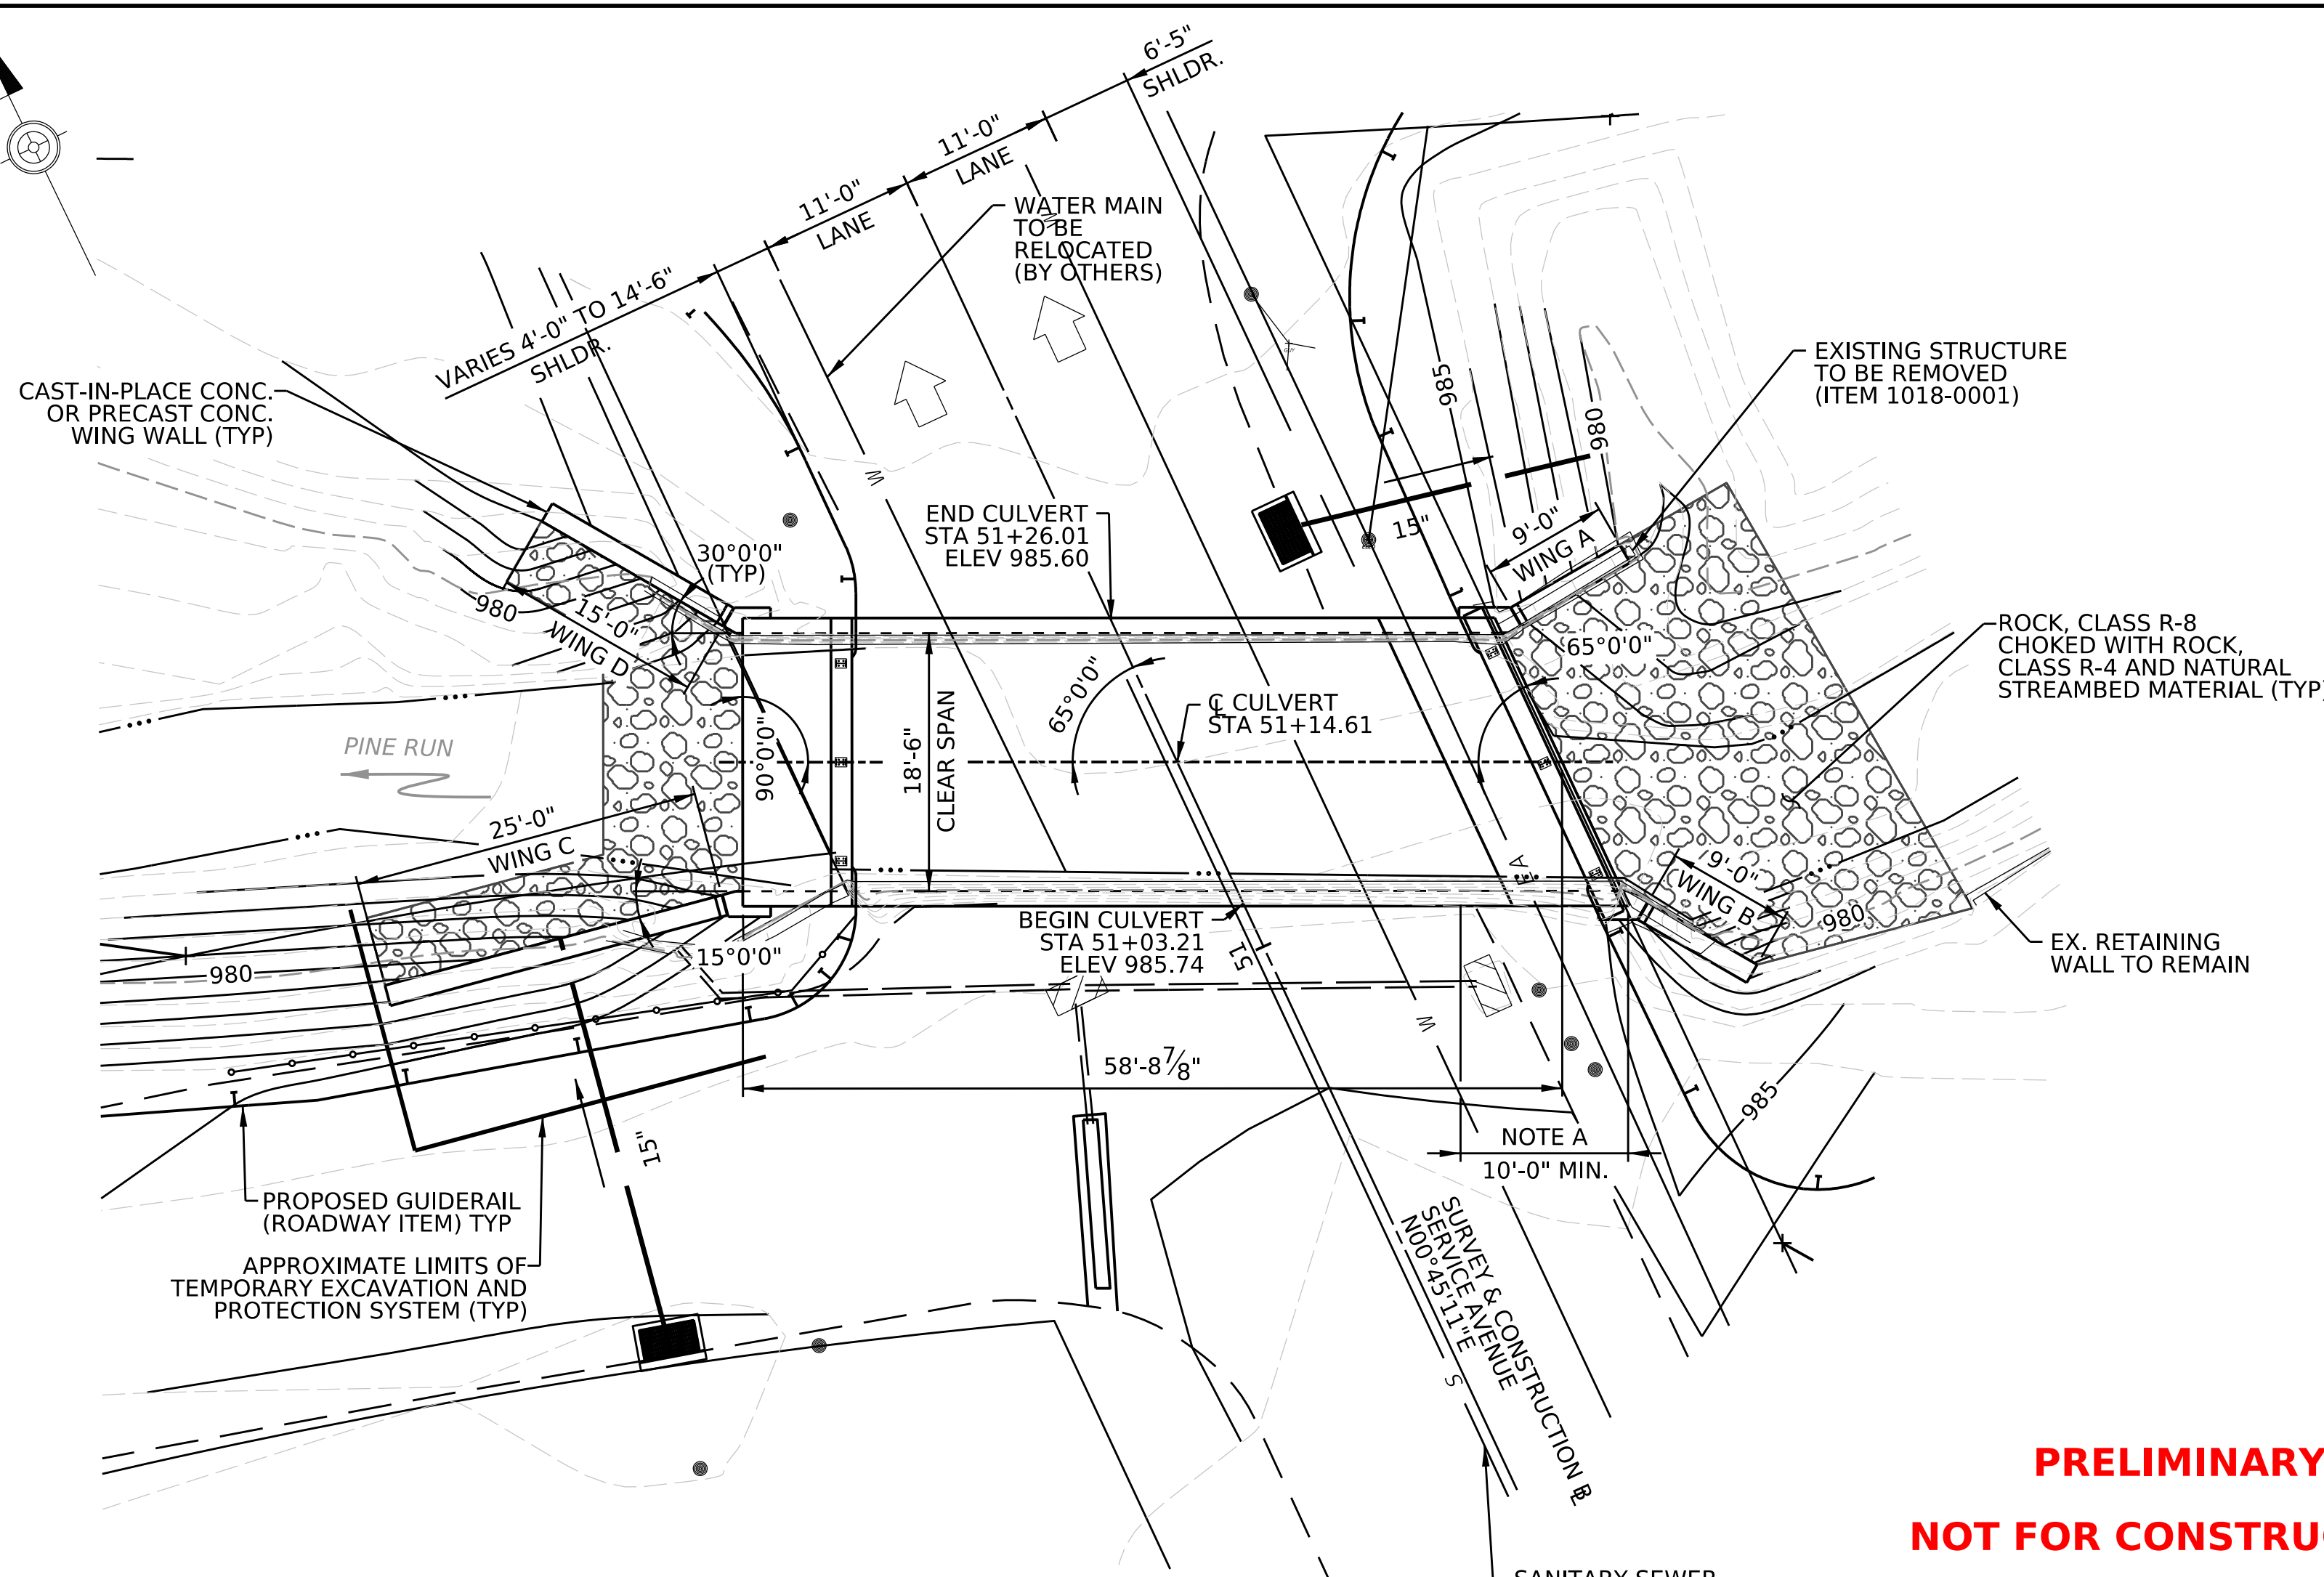 6'-5"
SHLDR.
11'-0"
LANE
11'-0"
LANE
VARIES 4'-0" TO 14'-6"
SHLDR.
WATER MAIN
TO BE
RELOCATED
(BY OTHERS)
W
W
CAST-IN-PLACE CONC.
OR PRECAST CONC.
WING WALL (TYP)
985
980
EXISTING STRUCTURE
TO BE REMOVED
(ITEM 1018-0001)
END CULVERT
STA 51+26.01
ELEV 985.60
15"
9'-0"
WING A
30°0'0"
(TYP)
980
15'-0"
WING D
65°0'0"
ROCK, CLASS R-8
CHOKED WITH ROCK,
CLASS R-4 AND NATURAL
STREAMBED MATERIAL (TYP)
PINE RUN
90°0'0"
18'-6"
CLEAR SPAN
65°0'0"
℄ CULVERT
STA 51+14.61
25'-0"
WING C
9'-0"
WING B
980
980
15°0'0"
BEGIN CULVERT
STA 51+03.21
ELEV 985.74
51
W
EX. RETAINING
WALL TO REMAIN
58'-8⅞"
NOTE A
10'-0" MIN.
985
15"
PROPOSED GUIDERAIL
(ROADWAY ITEM) TYP
APPROXIMATE LIMITS OF
TEMPORARY EXCAVATION AND
PROTECTION SYSTEM (TYP)
SURVEY & CONSTRUCTION BL
SERVICE AVENUE
N00°45'11"E
S
PRELIMINARY
SANITARY SEWER